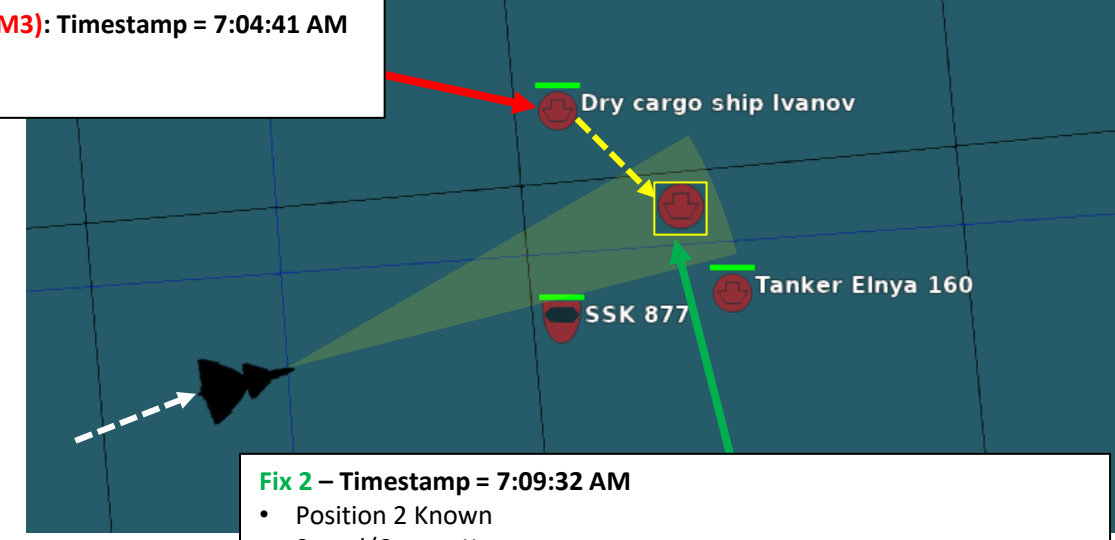 M3): Timestamp = 7:04:41 AM
Dry cargo ship Ivanov
Tanker Elnya 160
SSK 877
Fix 2 – Timestamp = 7:09:32 AM
• Position 2 Known